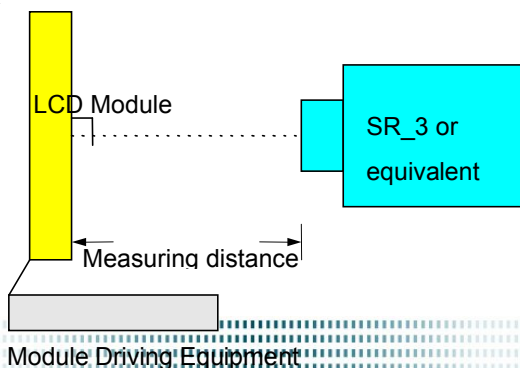 LCD Module
SR_3 or
equivalent
Measuring distance
Module Driving Equipment